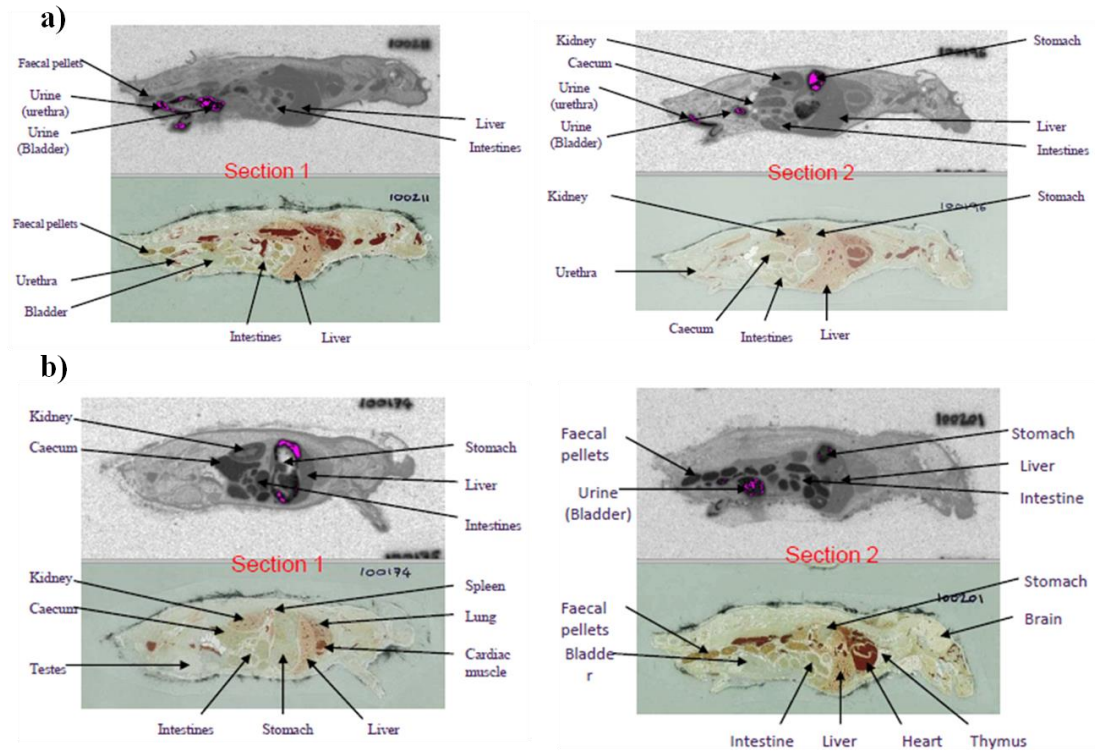 a)
Faecal pellets
Urine
(urethra)
Urine
(Bladder)
Liver
Intestines
Section 1
100211
Faecal pellets
Urethra
Bladder
Intestines
Liver
Kidney
Caecum
Urine
(urethra)
Urine
(Bladder)
Stomach
Liver
Intestines
Section 2
100196
Kidney
Stomach
Urethra
Caecum
Intestines
Liver
b)
100174
Kidney
Caecum
Stomach
Liver
Intestines
Section 1
100174
Kidney
Caecum
Testes
Spleen
Lung
Cardiac
muscle
Intestines
Stomach
Liver
100201
Faecal
pellets
Urine
(Bladder)
Stomach
Liver
Intestine
Section 2
100201
Faecal
pellets
Bladde
r
Stomach
Brain
Intestine
Liver
Heart
Thymus